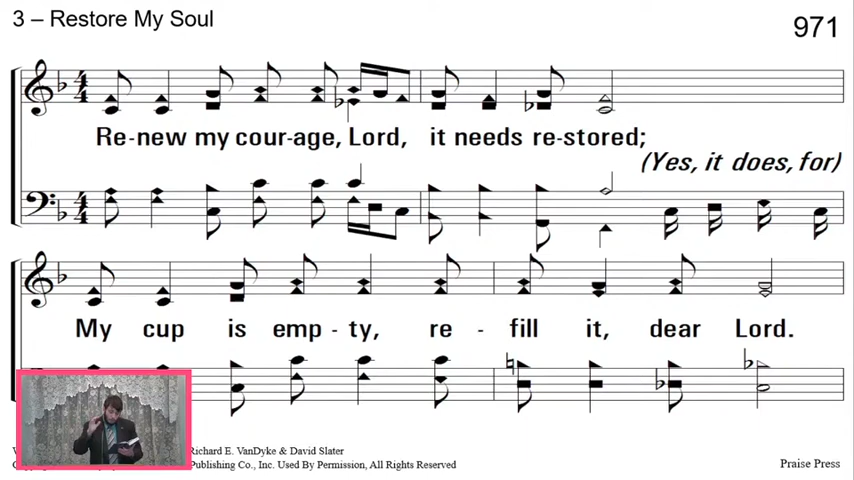 3 – Restore My Soul
971
Re-new my cour-age, Lord, it needs re-stored;
(Yes, it does, for)
My cup is emp - ty, re - fill it, dear Lord.
Richard E. VanDyke & David Slater
Publishing Co., Inc. Used By Permission, All Rights Reserved
Praise Press